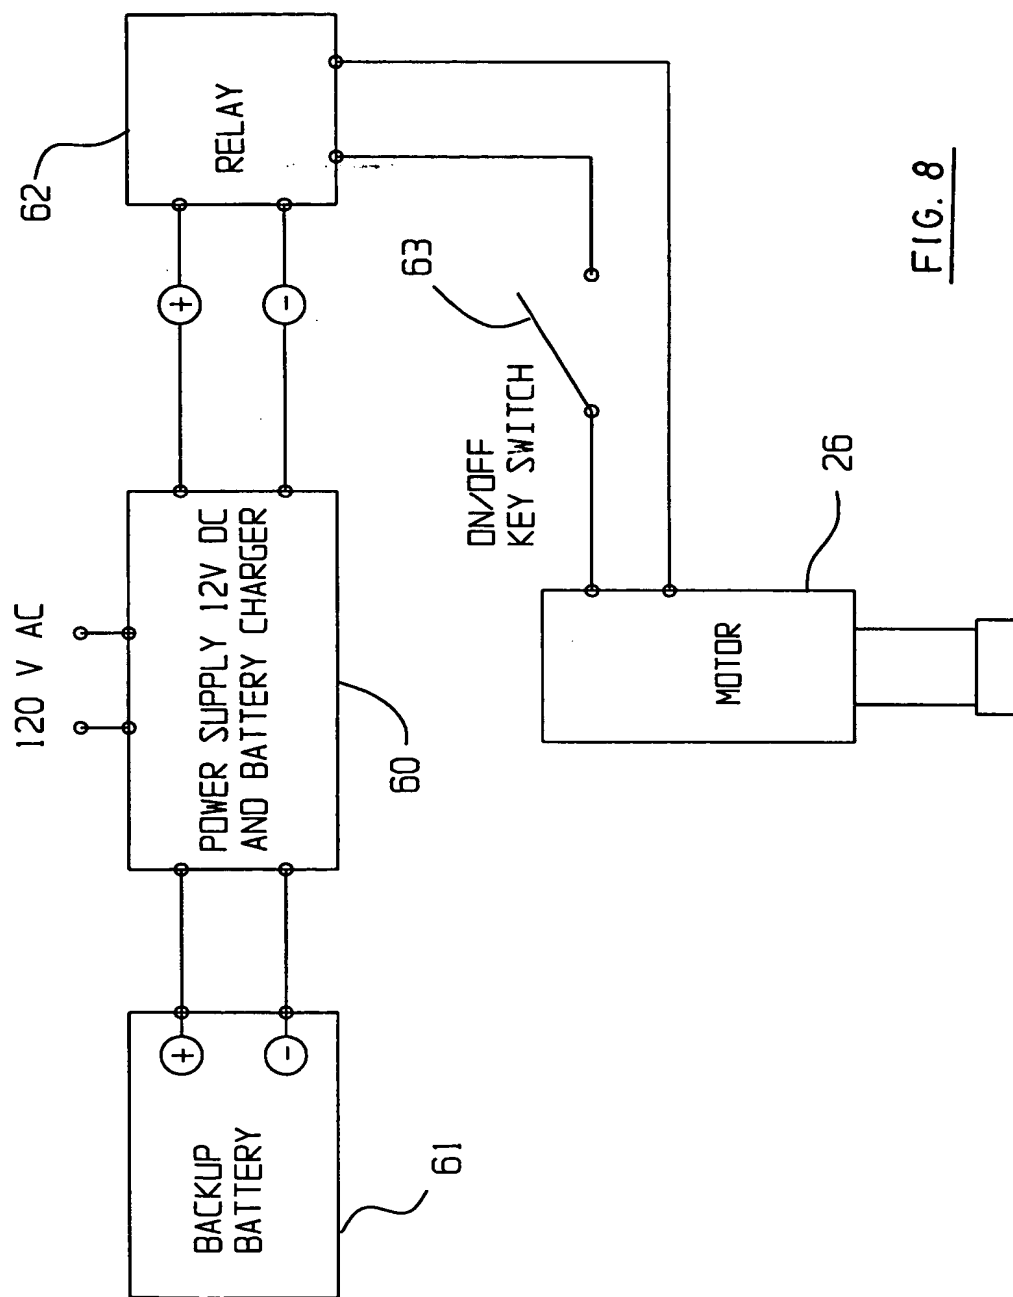 120 V AC
BACKUP
BATTERY
+
-
61
POWER SUPPLY 12V DC
AND BATTERY CHARGER
60
+
-
RELAY
62
ON/OFF
KEY SWITCH
63
MOTOR
26
FIG. 8